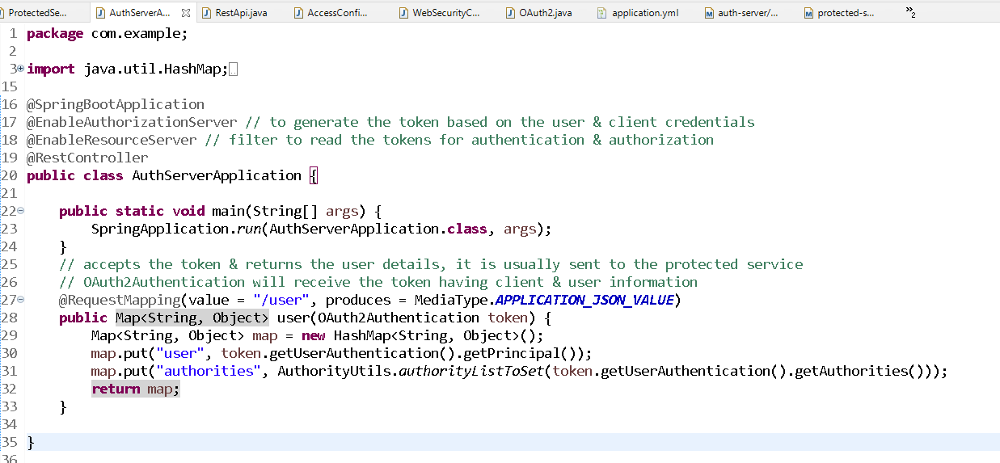 ProtectedSe... AuthServerA... RestApi.java AccessConfi... WebSecurityC... OAuth2.java application.yml auth-server/... protected-s... »2
1 package com.example;
2
3 import java.util.HashMap;
15
16 @SpringBootApplication
17 @EnableAuthorizationServer // to generate the token based on the user & client credentials
18 @EnableResourceServer // filter to read the tokens for authentication & authorization
19 @RestController
20 public class AuthServerApplication {
21
22 public static void main(String[] args) {
23 SpringApplication.run(AuthServerApplication.class, args);
24 }
25 // accepts the token & returns the user details, it is usually sent to the protected service
26 // OAuth2Authentication will receive the token having client & user information
27 @RequestMapping(value = "/user", produces = MediaType.APPLICATION_JSON_VALUE)
28 public Map<String, Object> user(OAuth2Authentication token) {
29 Map<String, Object> map = new HashMap<String, Object>();
30 map.put("user", token.getUserAuthentication().getPrincipal());
31 map.put("authorities", AuthorityUtils.authorityListToSet(token.getUserAuthentication().getAuthorities()));
32 return map;
33 }
34
35 }
36